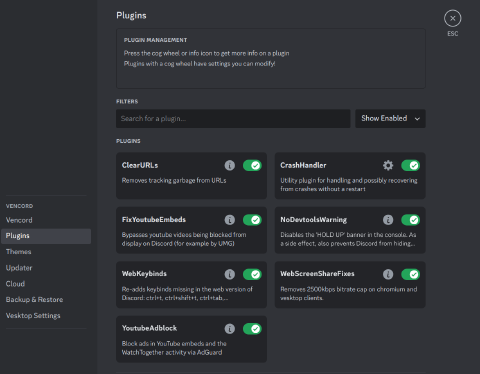 Plugins
ESC
PLUGIN MANAGEMENT
Press the cog wheel or info icon to get more info on a plugin
Plugins with a cog wheel have settings you can modify!
FILTERS
Search for a plugin...
Show Enabled
PLUGINS
ClearURLs
Removes tracking garbage from URLs
CrashHandler
Utility plugin for handling and possibly recovering
from crashes without a restart
FixYoutubeEmbeds
Bypasses youtube videos being blocked from
display on Discord (for example by UMG)
NoDevtoolsWarning
Disables the 'HOLD UP' banner in the console. As
a side effect, also prevents Discord from hiding...
WebKeybinds
Re-adds keybinds missing in the web version of
Discord: ctrl+t, ctrl+shift+t, ctrl+tab,...
WebScreenShareFixes
Removes 2500kbps bitrate cap on chromium and
vesktop clients.
YoutubeAdblock
Block ads in YouTube embeds and the
WatchTogether activity via AdGuard
VENCORD
Vencord
Plugins
Themes
Updater
Cloud
Backup & Restore
Vesktop Settings